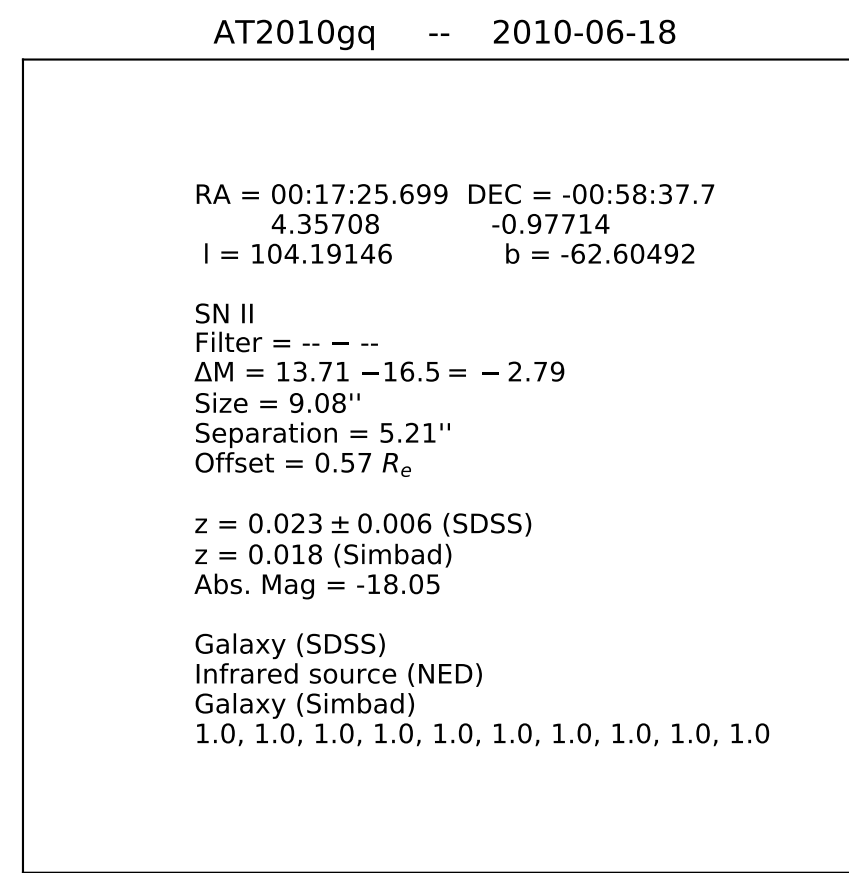 AT2010gq -- 2010-06-18
RA = 00:17:25.699 DEC = -00:58:37.7
4.35708 -0.97714
l = 104.19146 b = -62.60492
SN II
Filter = -- − --
ΔM = 13.71 −16.5 = − 2.79
Size = 9.08''
Separation = 5.21''
Offset = 0.57 Rₑ
z = 0.023 ± 0.006 (SDSS)
z = 0.018 (Simbad)
Abs. Mag = -18.05
Galaxy (SDSS)
Infrared source (NED)
Galaxy (Simbad)
1.0, 1.0, 1.0, 1.0, 1.0, 1.0, 1.0, 1.0, 1.0, 1.0